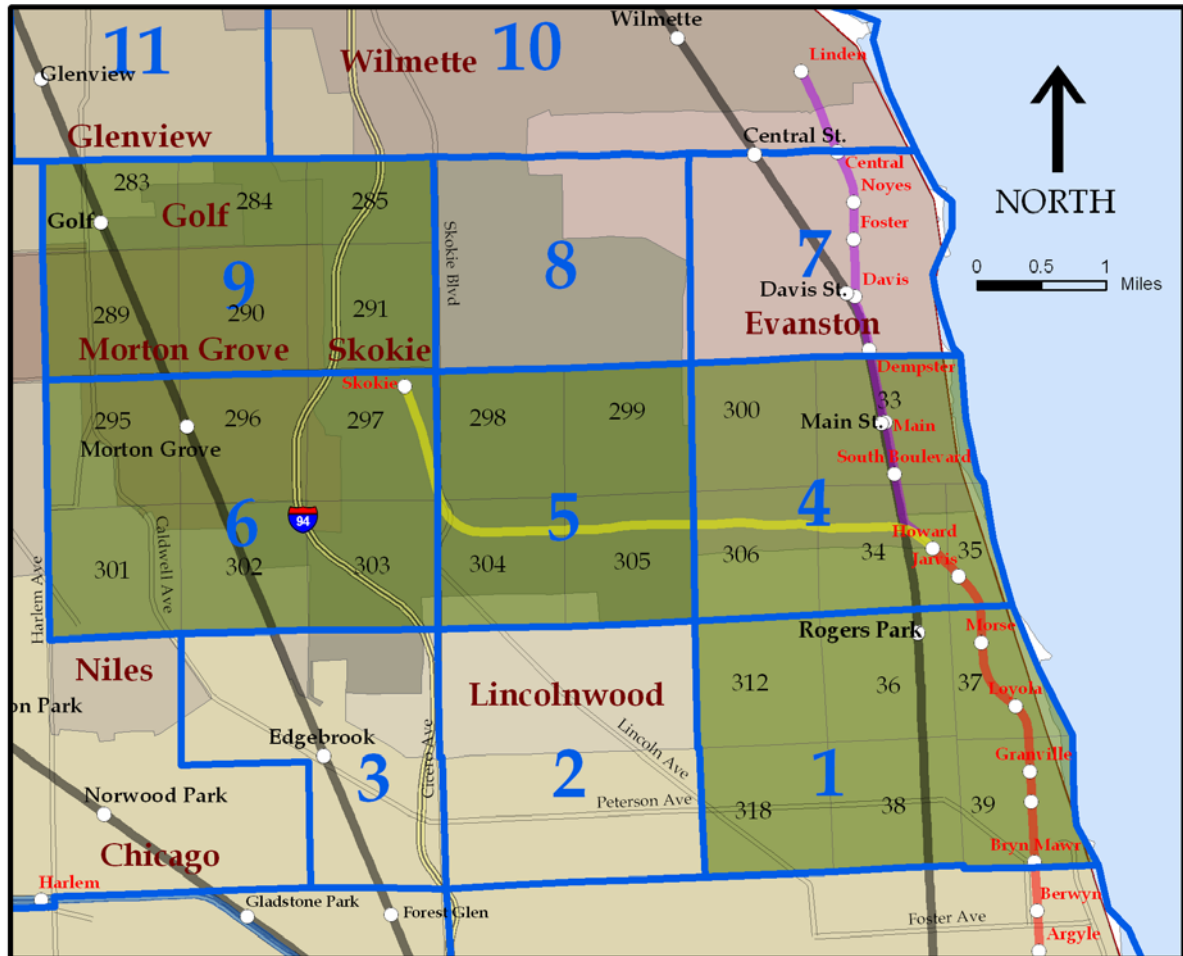 Wilmette
11
10
Wilmette
Linden
Glenview
Glenview
Central St.
Central
283
284
285
Golf
Golf
Noyes
Foster
NORTH
Skokie Blvd
8
7
9
Davis St.
Davis
0 0.5 1 Miles
289
290
291
Evanston
Morton Grove
Skokie
Dempster
Skokie
33
295
296
297
298
299
300
Main St.
Main
Morton Grove
South Boulevard
94
6
5
4
Howard
Jarvis
Harlem Ave
Caldwell Ave
301
302
303
304
305
306
34
35
Rogers Park
Morse
Niles
Lincolnwood
312
36
37
Loyola
on Park
Edgebrook
Cicero Ave
Lincoln Ave
Granville
3
2
1
Norwood Park
Peterson Ave
318
38
39
Chicago
Bryn Mawr
Harlem
Gladstone Park
Forest Glen
Foster Ave
Berwyn
Argyle